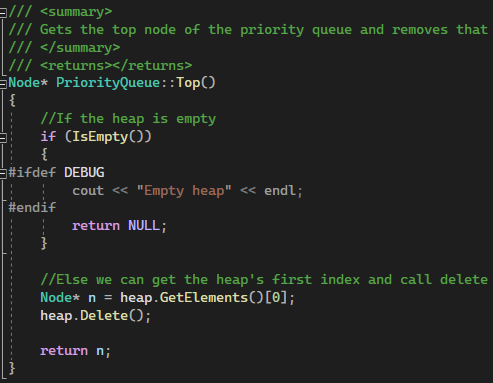 /// <summary>
/// Gets the top node of the priority queue and removes that
/// </summary>
/// <returns></returns>
Node* PriorityQueue::Top()
{
    //If the heap is empty
    if (IsEmpty())
    {
#ifdef DEBUG
        cout << "Empty heap" << endl;
#endif
        return NULL;
    }

    //Else we can get the heap's first index and call delete
    Node* n = heap.GetElements()[0];
    heap.Delete();

    return n;
}